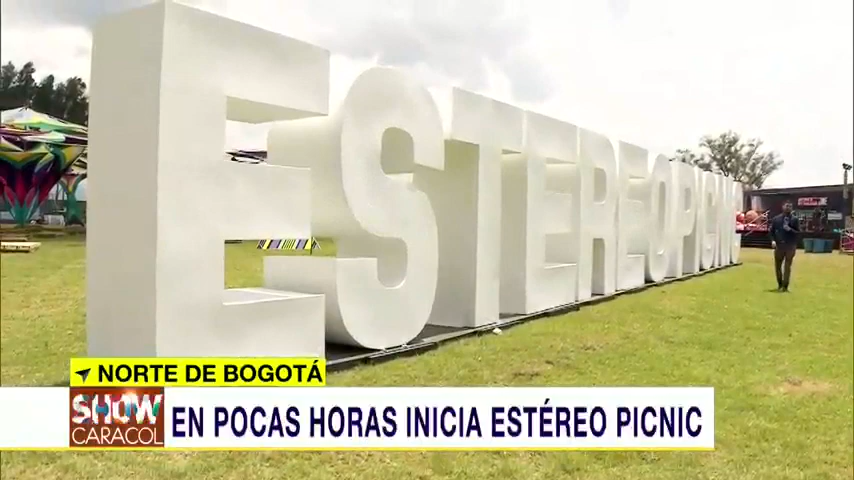 ESTEREOPICNIC
NORTE DE BOGOTÁ
SHOW
CARACOL
EN POCAS HORAS INICIA ESTÉREO PICNIC